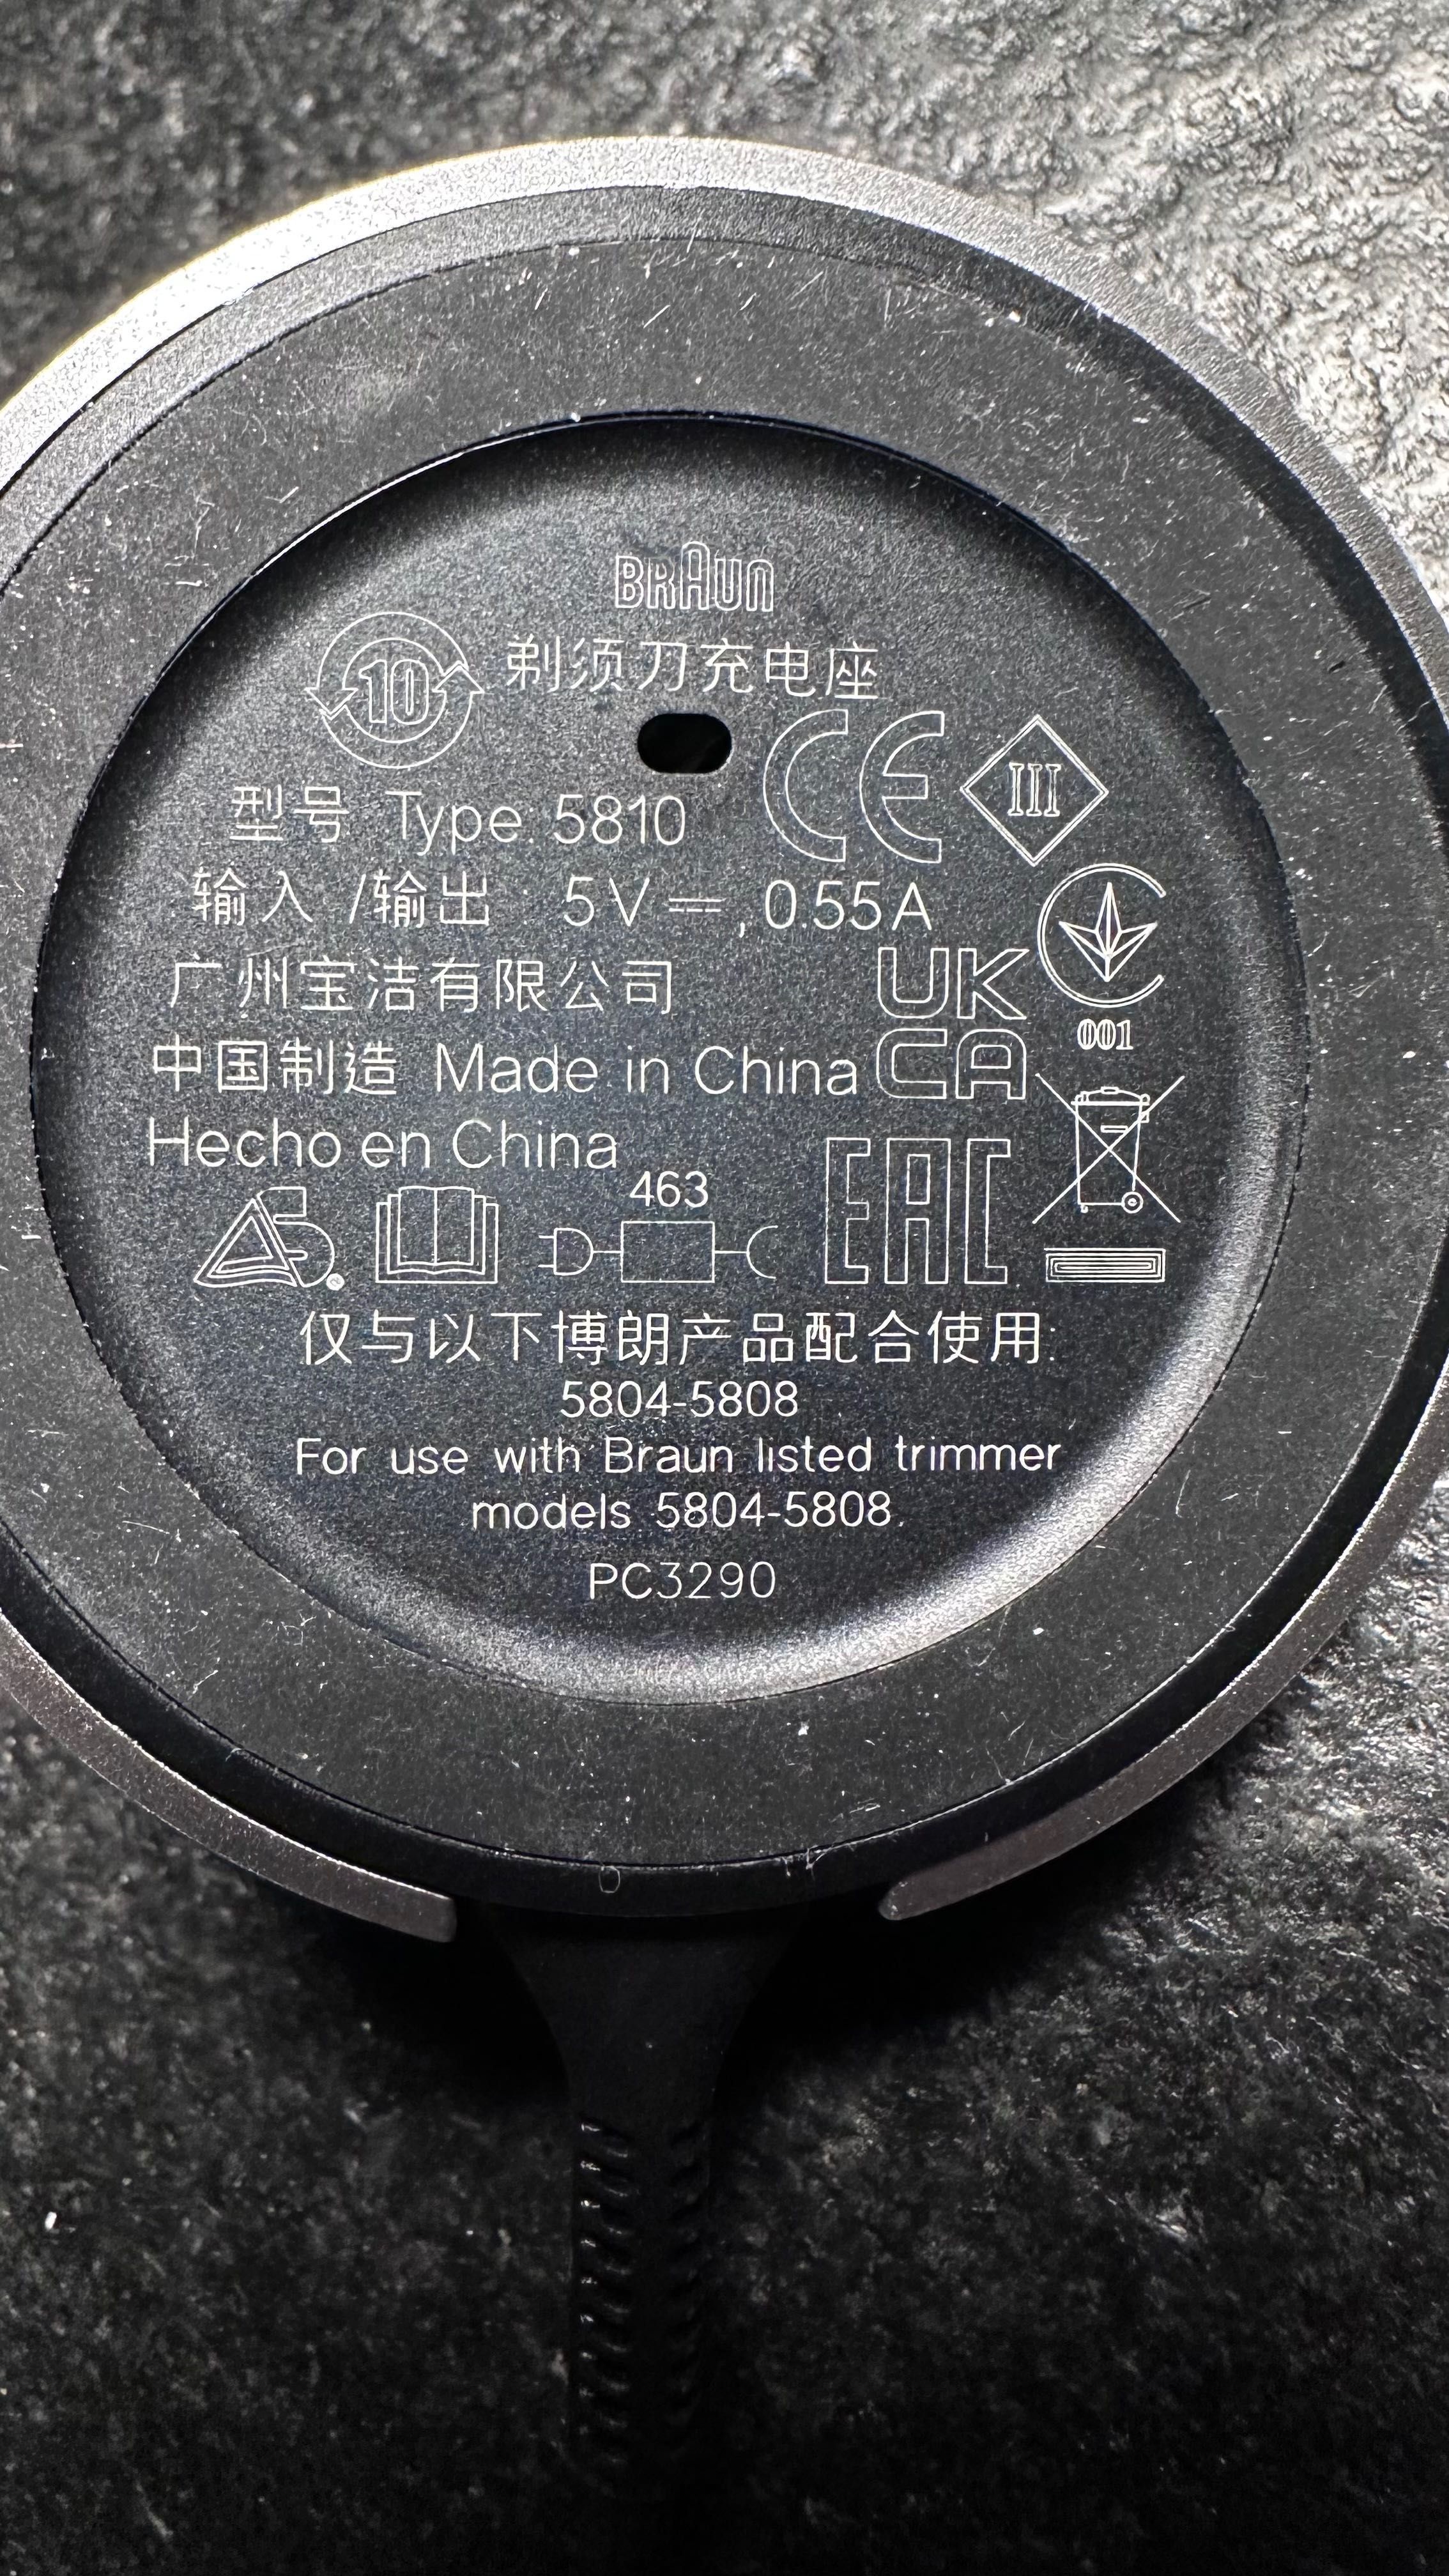 BRAUN
10 剃须刀充电座
CE III
型号 Type: 5810
输入 /输出 : 5V ⎓, 0.55A
广州宝洁有限公司
UK
CA
001
中国制造 Made in China
Hecho en China
463
EAC
仅与以下博朗产品配合使用:
5804-5808
For use with Braun listed trimmer
models 5804-5808.
PC3290